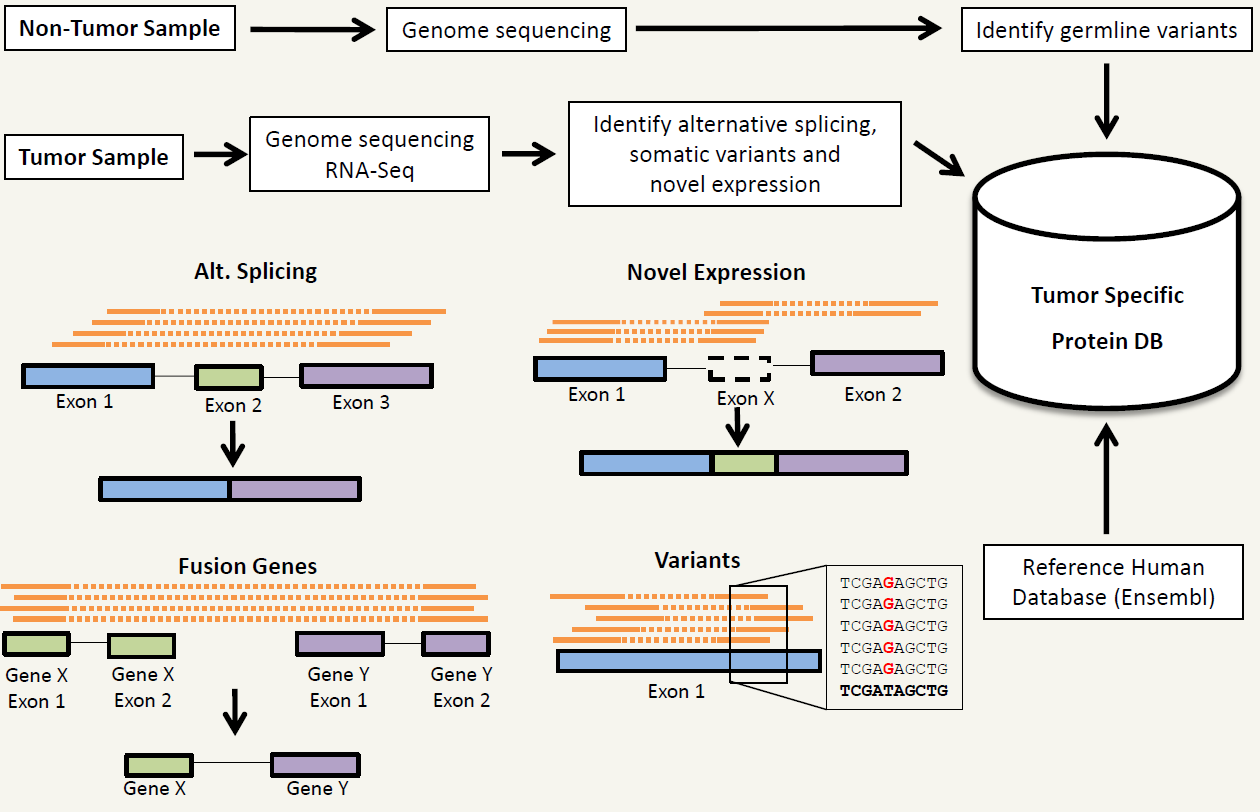 Non-Tumor Sample
Genome sequencing
Identify germline variants
Tumor Sample
Genome sequencing
RNA-Seq
Identify alternative splicing,
somatic variants and
novel expression
Tumor Specific
Protein DB
Alt. Splicing
Exon 1
Exon 2
Exon 3
Novel Expression
Exon 1
Exon X
Exon 2
Fusion Genes
Gene X
Exon 1
Gene X
Exon 2
Gene Y
Exon 1
Gene Y
Exon 2
Gene X
Gene Y
Variants
Exon 1
TCGAGAGCTG
TCGAGAGCTG
TCGAGAGCTG
TCGAGAGCTG
TCGAGAGCTG
TCGATAGCTG
Reference Human
Database (Ensembl)